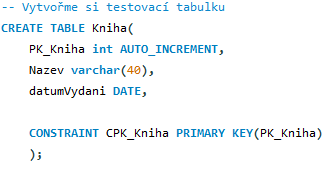 -- Vytvořme si testovací tabulku
CREATE TABLE Kniha(
PK_Kniha int AUTO_INCREMENT,
Nazev varchar(40),
datumVydani DATE,
CONSTRAINT CPK_Kniha PRIMARY KEY(PK_Kniha)
);